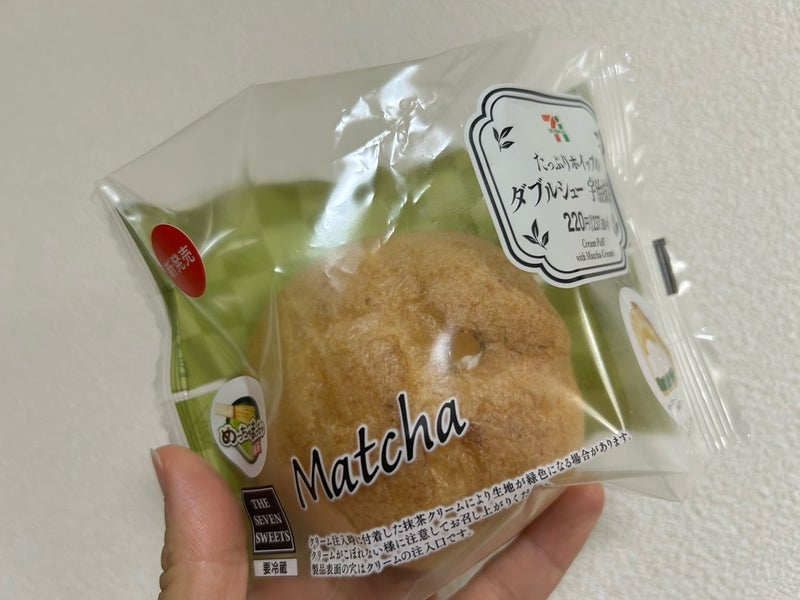 たっぷりホイップの
ダブルシュー 宇治抹
220円
Cream Puff
with Matcha Cream
新発売
Matcha
THE
SEVEN
SWEETS
要冷蔵
クリーム注入時に付着した抹茶クリームにより生地が緑色になる場合があります。
クリームがこぼれない様に注意してお召し上がりくだ
製品表面の穴はクリームの注入口です。